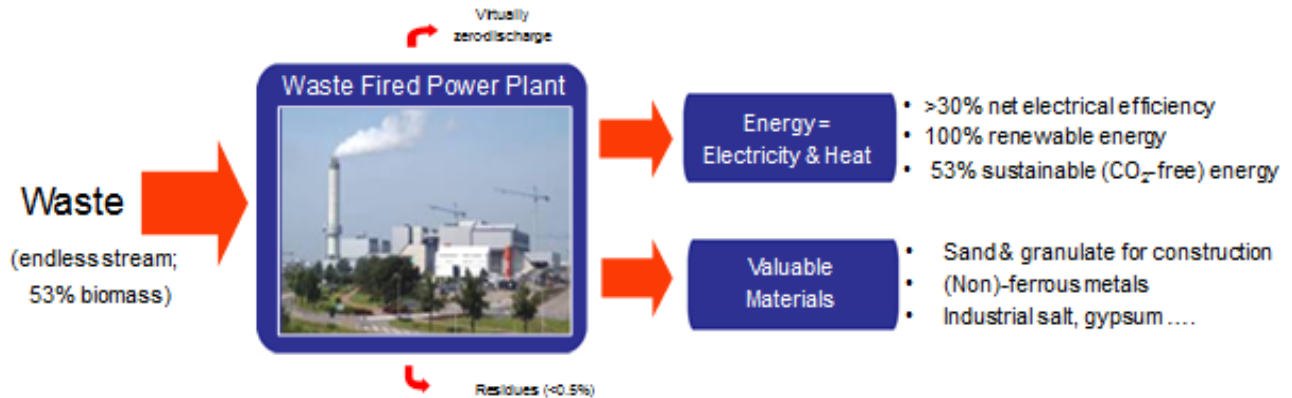 Virtually
zerodischarge
Waste Fired Power Plant
Waste
(endless stream;
53% biomass)
Energy =
Electricity & Heat
• >30% net electrical efficiency
• 100% renewable energy
• 53% sustainable (CO₂-free) energy
Valuable
Materials
• Sand & granulate for construction
• (Non)-ferrous metals
• Industrial salt, gypsum ....
Residues (<0.5%)